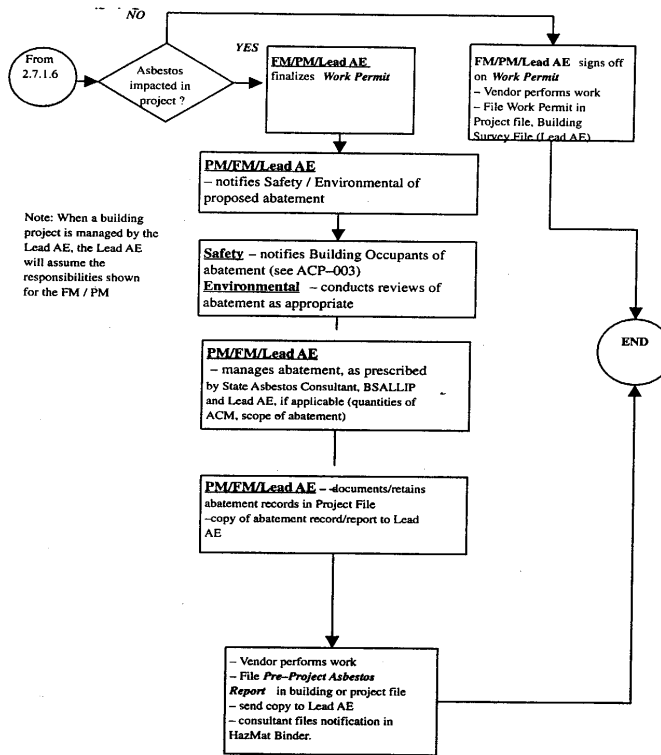 NO
From
2.7.1.6
Asbestos
impacted in
project ?
YES
FM/PM/Lead AE
finalizes Work Permit
FM/PM/Lead AE signs off
on Work Permit
– Vendor performs work
– File Work Permit in
Project file, Building
Survey File (Lead AE)
PM/FM/Lead AE
– notifies Safety / Environmental of
proposed abatement
Note: When a building
project is managed by the
Lead AE, the Lead AE
will assume the
responsibilities shown
for the FM / PM
Safety – notifies Building Occupants of
abatement (see ACP–003)
Environmental – conducts reviews of
abatement as appropriate
END
PM/FM/Lead AE
– manages abatement, as prescribed
by State Asbestos Consultant, BSALLIP
and Lead AE, if applicable (quantities of
ACM, scope of abatement)
PM/FM/Lead AE – –documents/retains
abatement records in Project File
–copy of abatement record/report to Lead
AE
– Vendor performs work
– File Pre–Project Asbestos
Report in building or project file
– send copy to Lead AE
– consultant files notification in
HazMat Binder.